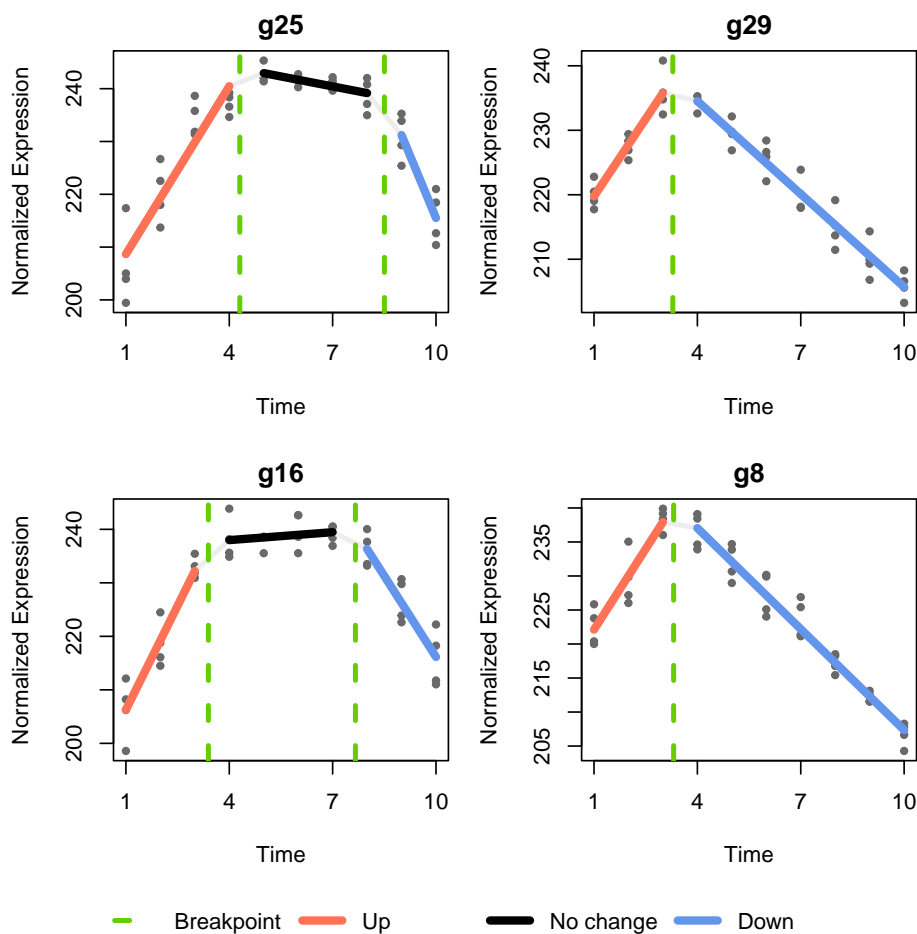 g25
Normalized Expression
240
220
200
1 4 7 10
Time
g29
Normalized Expression
240
230
220
210
1 4 7 10
Time
g16
Normalized Expression
240
220
200
1 4 7 10
Time
g8
Normalized Expression
235
225
215
205
1 4 7 10
Time
Breakpoint Up No change Down